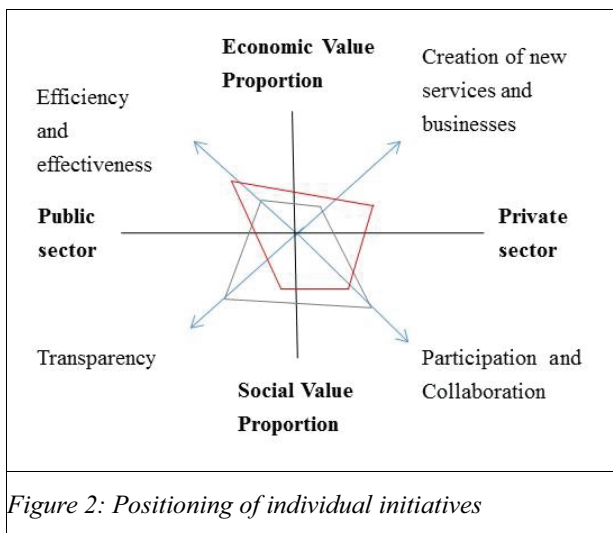 Economic Value
Proportion
Creation of new
services and
businesses
Efficiency
and
effectiveness
Public
sector
Private
sector
Transparency
Participation and
Collaboration
Social Value
Proportion
Figure 2: Positioning of individual initiatives